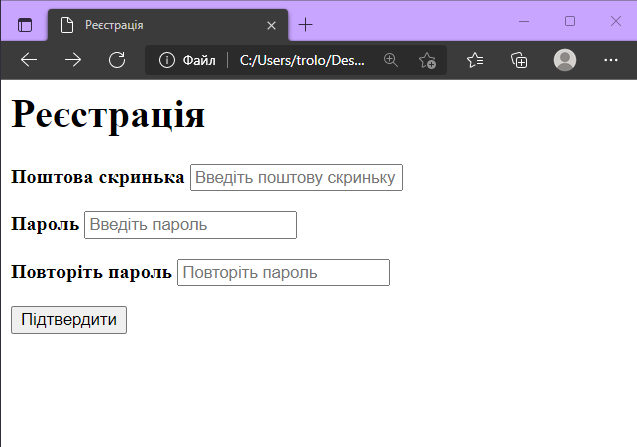 Реєстрація
Файл C:/Users/trolo/Des...
Реєстрація
Поштова скринька Введіть поштову скриньку
Пароль Введіть пароль
Повторіть пароль Повторіть пароль
Підтвердити